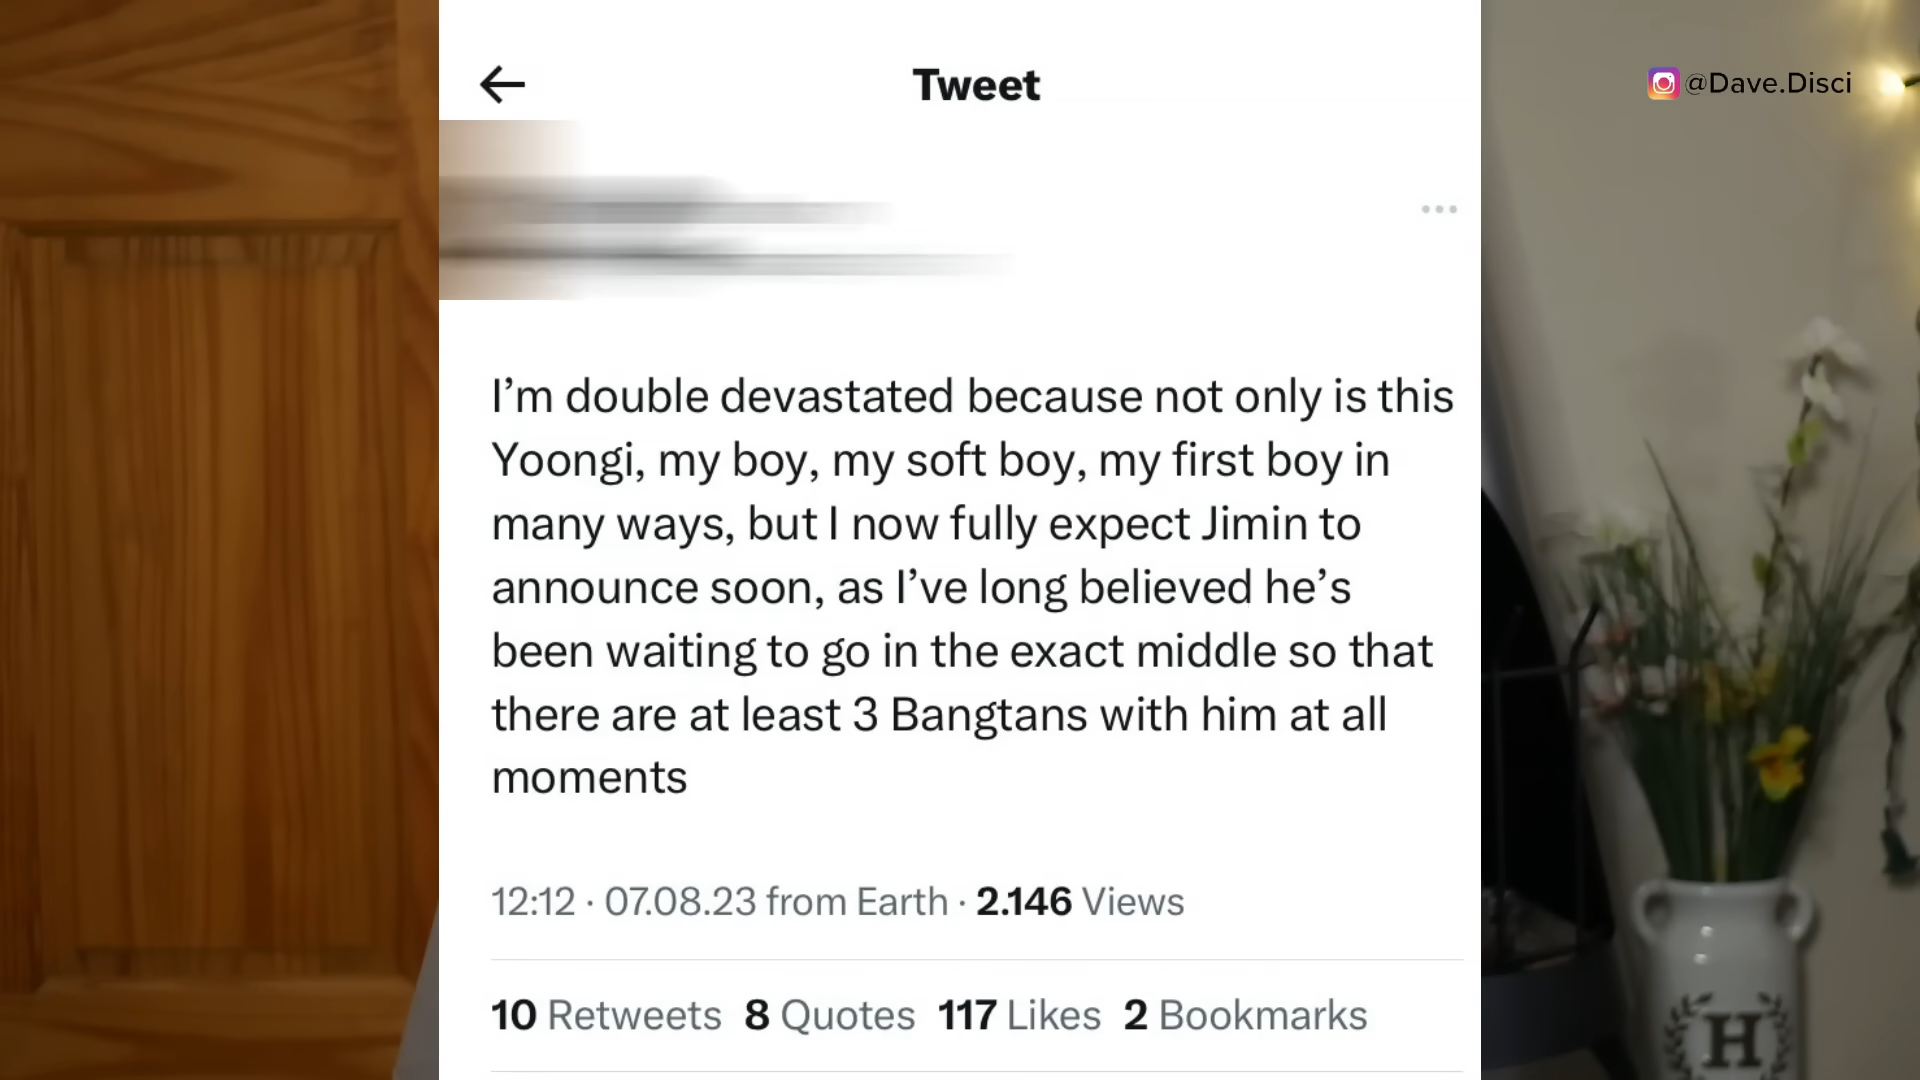 Tweet
@Dave.Disci
I’m double devastated because not only is this
Yoongi, my boy, my soft boy, my first boy in
many ways, but I now fully expect Jimin to
announce soon, as I’ve long believed he’s
been waiting to go in the exact middle so that
there are at least 3 Bangtans with him at all
moments
12:12 · 07.08.23 from Earth · 2.146 Views
10 Retweets 8 Quotes 117 Likes 2 Bookmarks
H